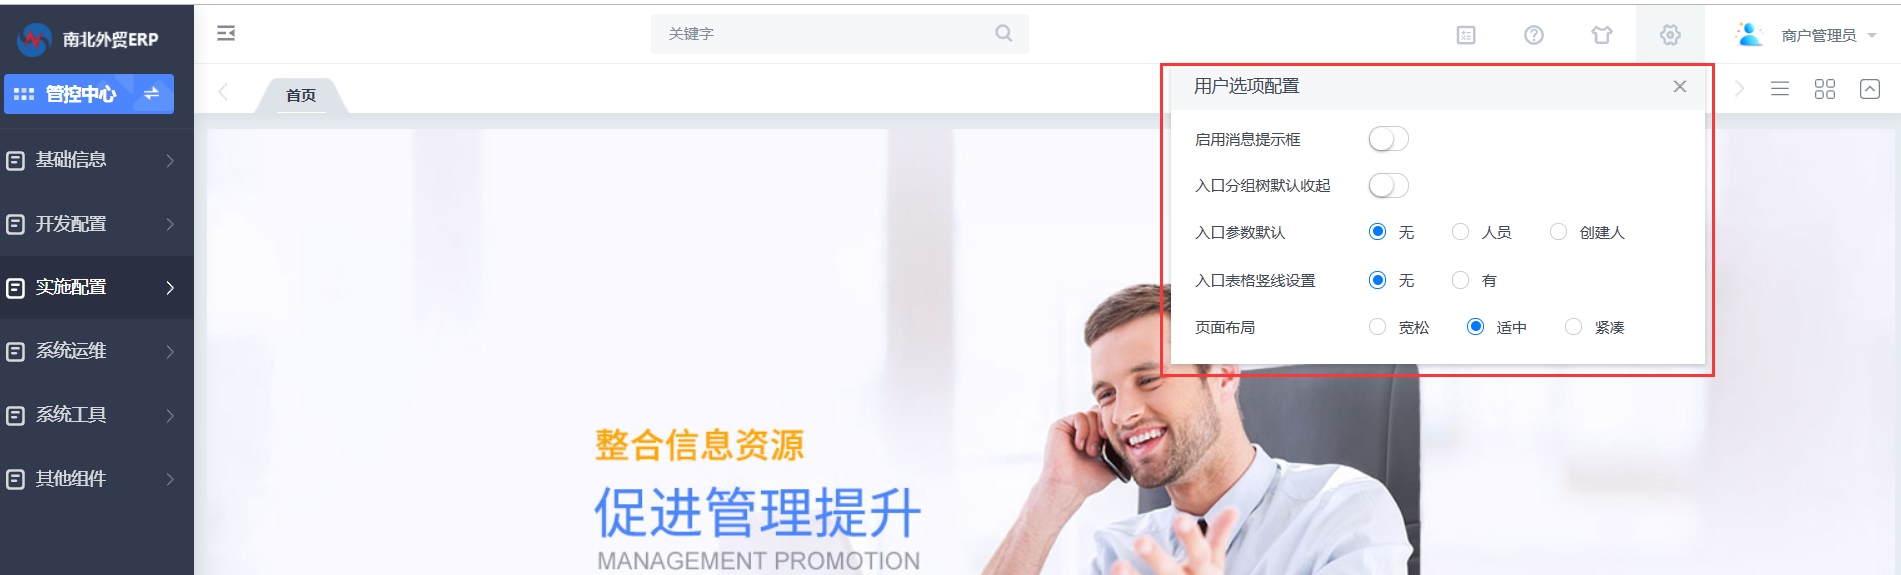 南北外贸ERP
关键字
商户管理员
管控中心
首页
基础信息
开发配置
实施配置
系统运维
系统工具
其他组件
用户选项配置
启用消息提示框
入口分组树默认收起
入口参数默认 无 人员 创建人
入口表格竖线设置 无 有
页面布局 宽松 适中 紧凑
整合信息资源
促进管理提升
MANAGEMENT PROMOTION